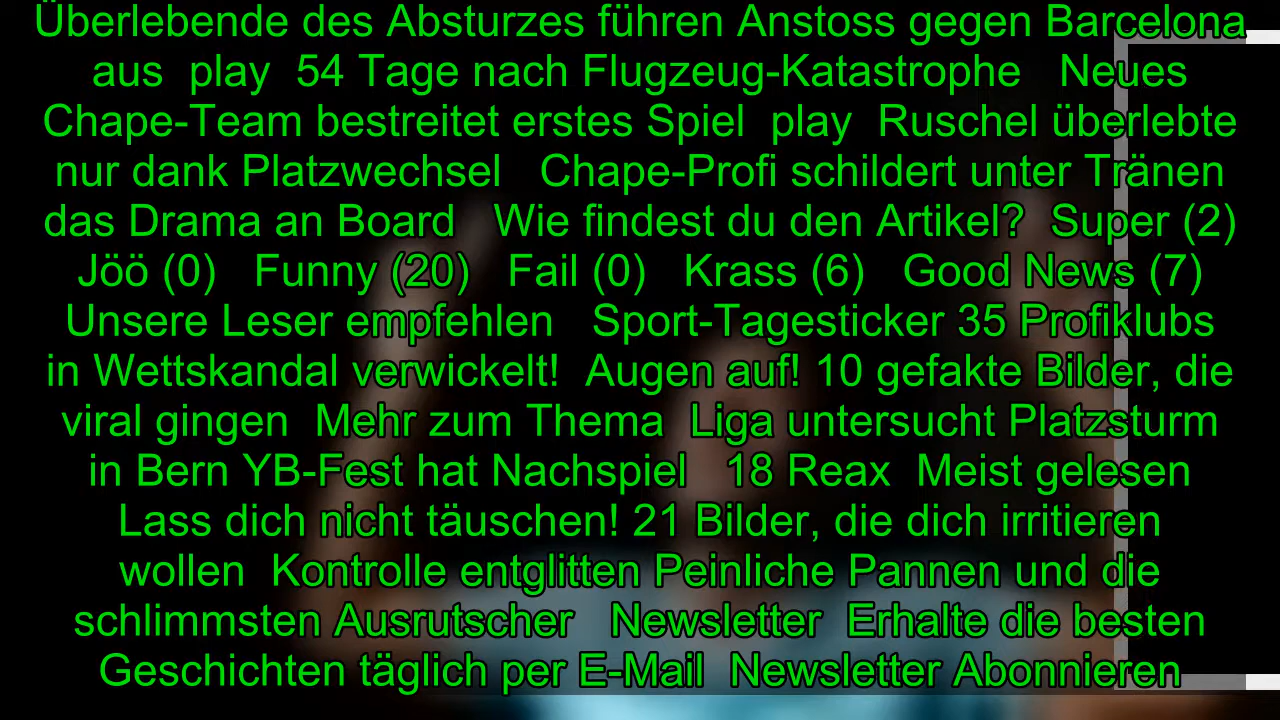 Überlebende des Absturzes führen Anstoss gegen Barcelona
aus play 54 Tage nach Flugzeug-Katastrophe Neues
Chape-Team bestreitet erstes Spiel play Ruschel überlebte
nur dank Platzwechsel Chape-Profi schildert unter Tränen
das Drama an Board Wie findest du den Artikel? Super (2)
Jöö (0) Funny (20) Fail (0) Krass (6) Good News (7)
Unsere Leser empfehlen Sport-Tagesticker 35 Profiklubs
in Wettskandal verwickelt! Augen auf! 10 gefakte Bilder, die
viral gingen Mehr zum Thema Liga untersucht Platzsturm
in Bern YB-Fest hat Nachspiel 18 Reax Meist gelesen
Lass dich nicht täuschen! 21 Bilder, die dich irritieren
wollen Kontrolle entglitten Peinliche Pannen und die
schlimmsten Ausrutscher Newsletter Erhalte die besten
Geschichten täglich per E-Mail Newsletter Abonnieren